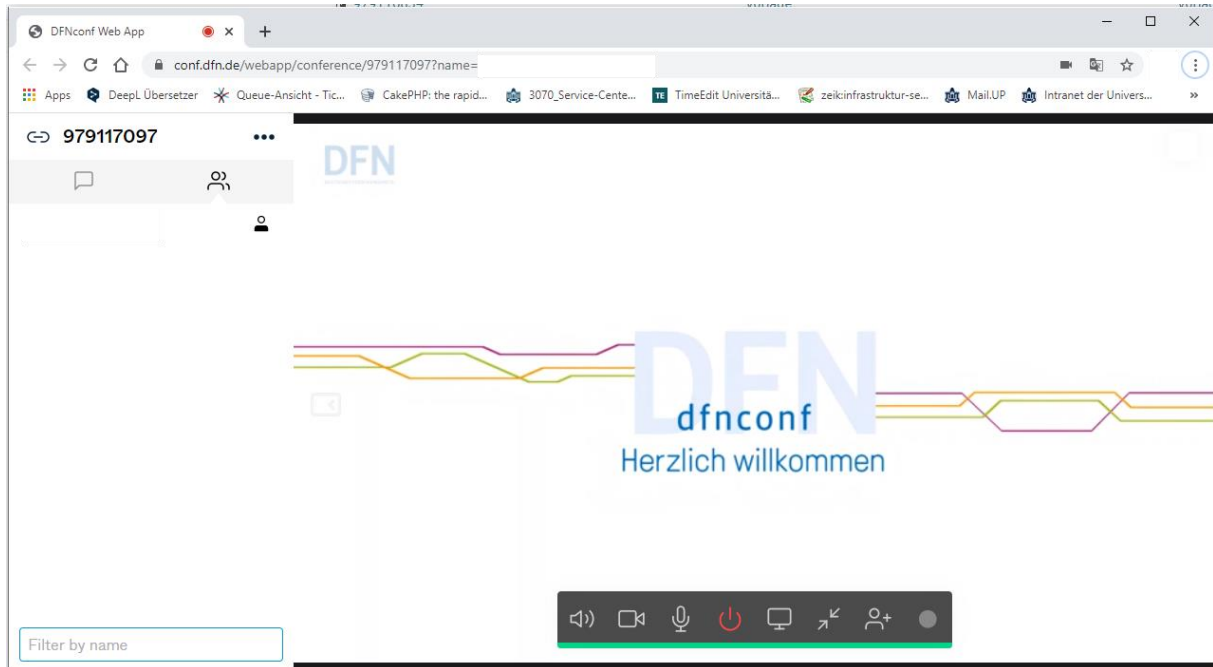 DFNconf Web App
conf.dfn.de/webapp/conference/979117097?name=
Apps DeepL Übersetzer Queue-Ansicht - Tic... CakePHP: the rapid... 3070_Service-Cente... TE TimeEdit Universitä... zeik:infrastruktur-se... Mail.UP Intranet der Univers... »
979117097
DFN
DFN
dfnconf
Herzlich willkommen
Filter by name